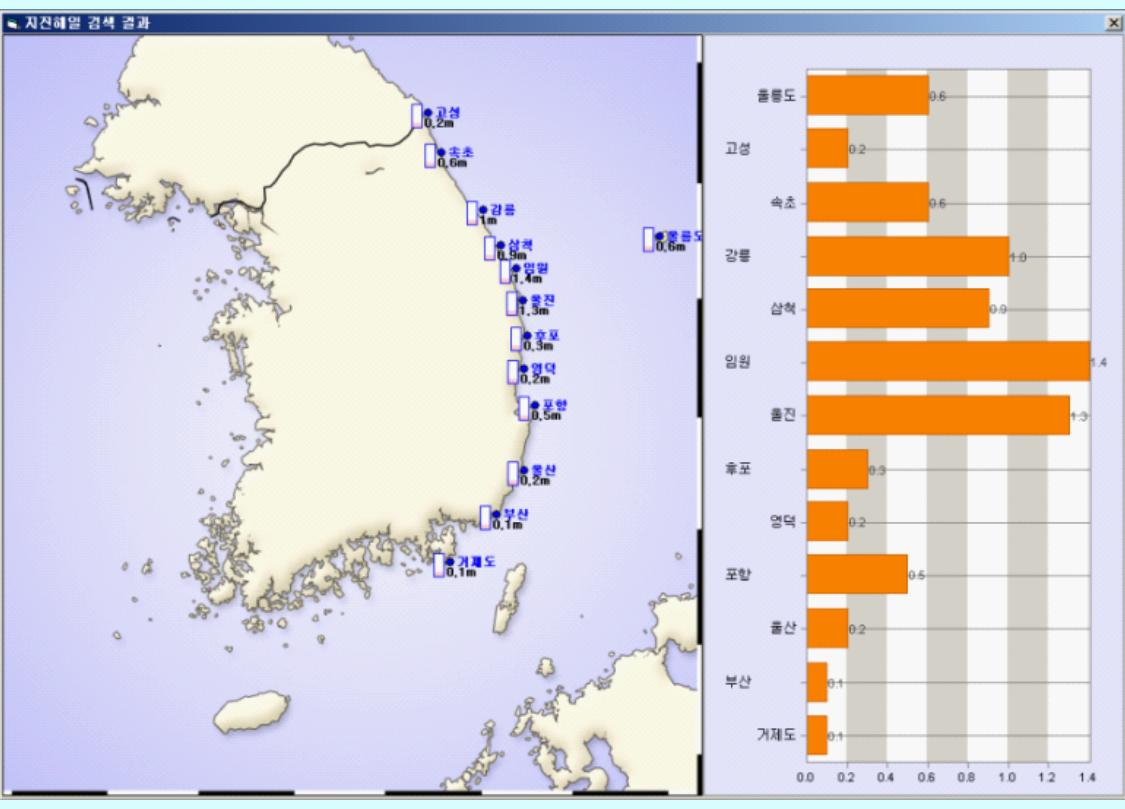 지진해일 검색 결과
고성
0.2m
속초
0.6m
강릉
1m
울릉도
0.6m
삼척
0.9m
임원
1.4m
울진
1.3m
후포
0.3m
영덕
0.2m
포항
0.5m
울산
0.2m
부산
0.1m
거제도
0.1m
울릉도 0.6
고성 0.2
속초 0.6
강릉 1.0
삼척 0.9
임원 1.4
울진 1.3
후포 0.3
영덕 0.2
포항 0.5
울산 0.2
부산 0.1
거제도 0.1
0.0 0.2 0.4 0.6 0.8 1.0 1.2 1.4